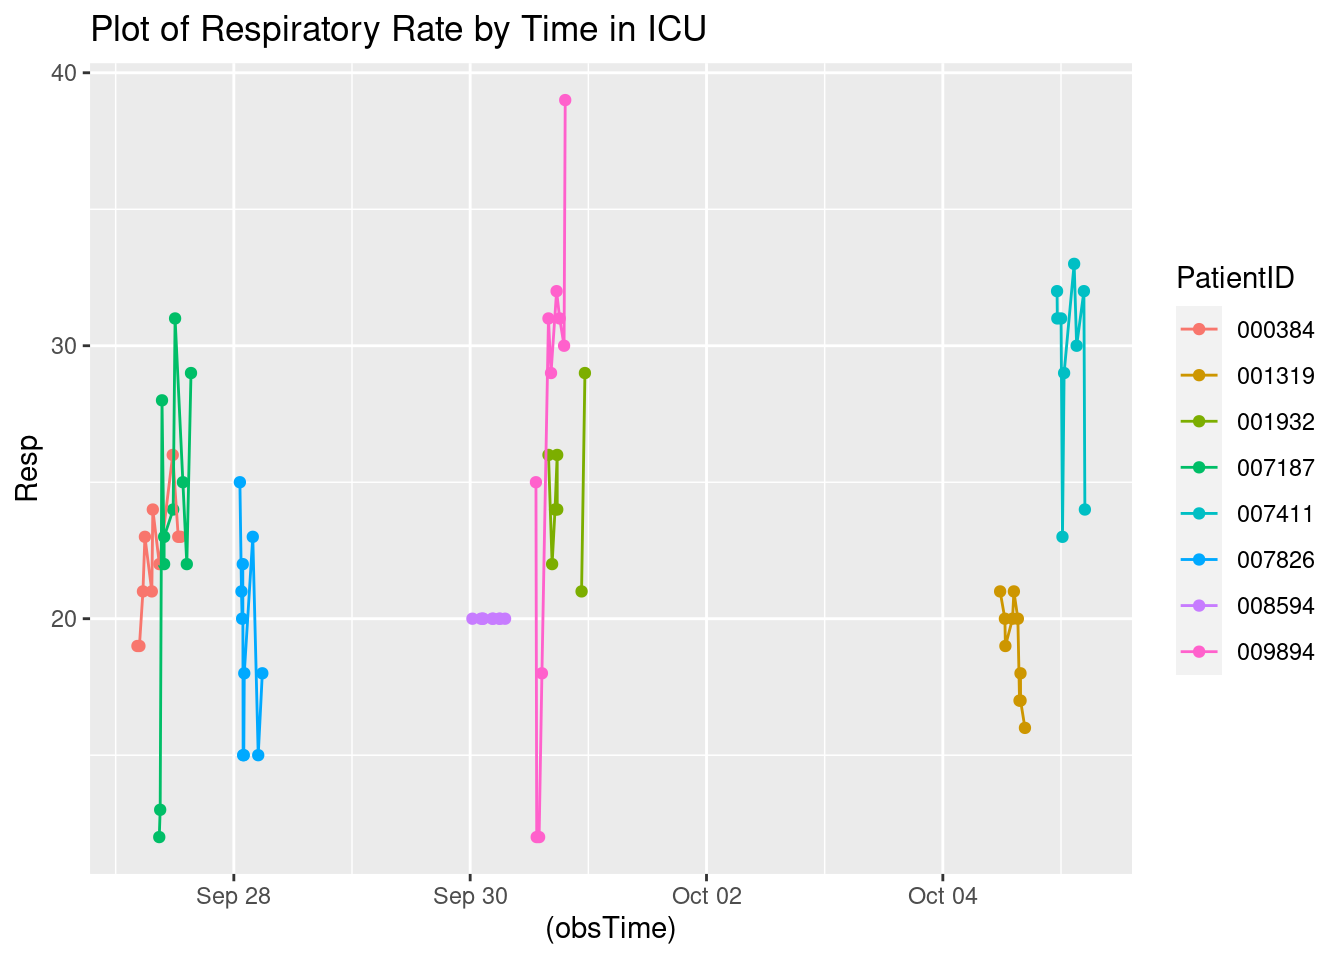 Plot of Respiratory Rate by Time in ICU
40
30
20
Resp
Sep 28
Sep 30
Oct 02
Oct 04
(obsTime)
PatientID
000384
001319
001932
007187
007411
007826
008594
009894